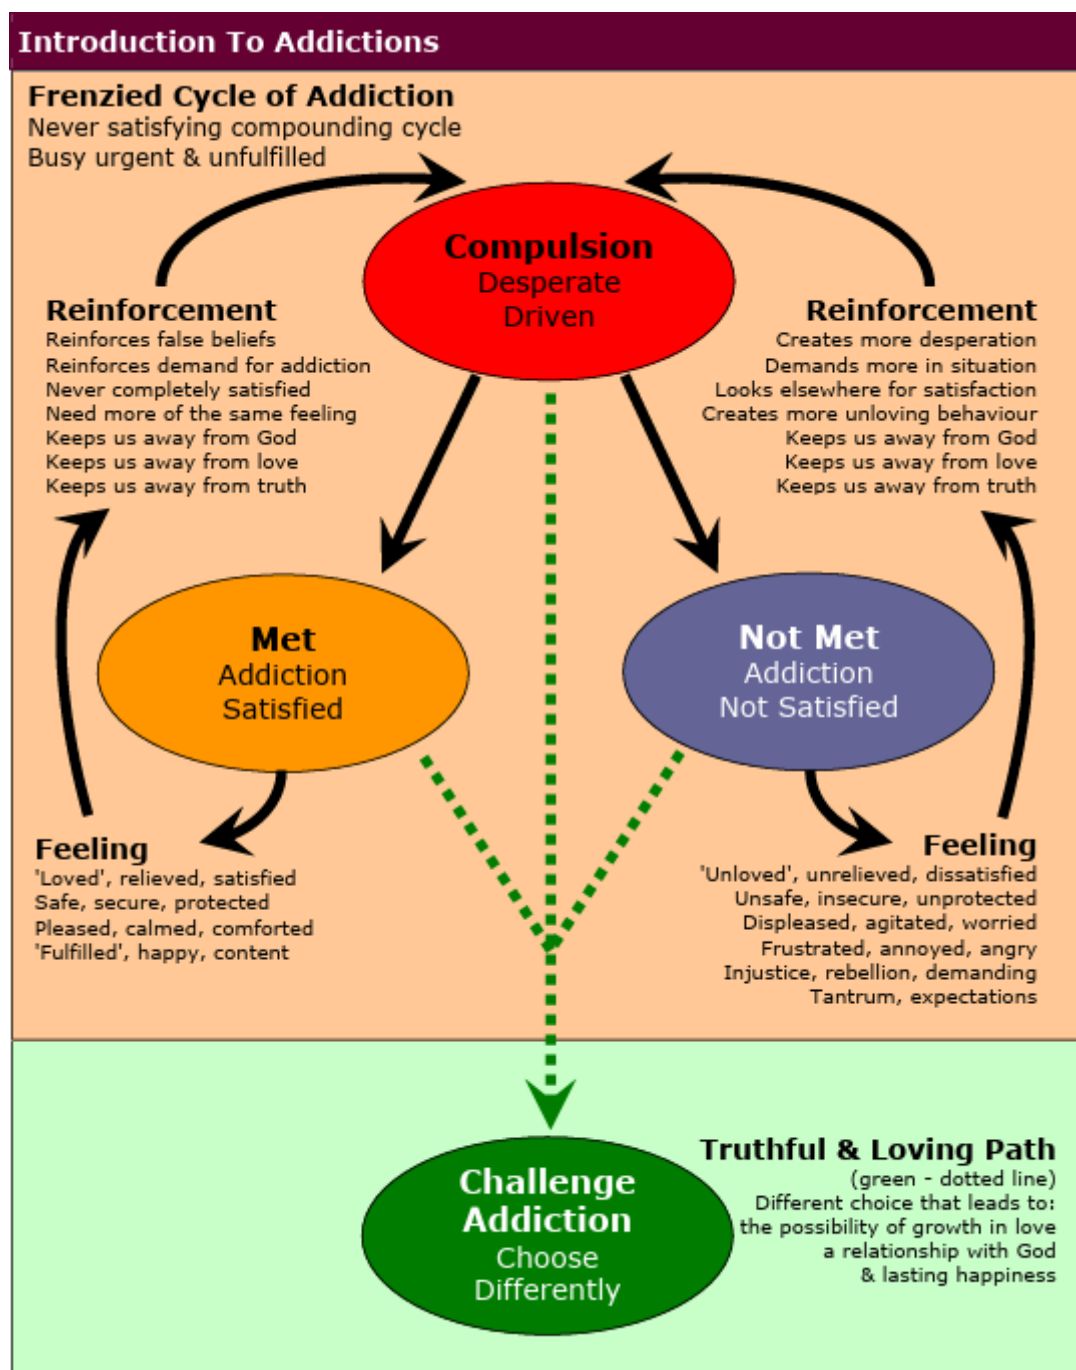 Introduction To Addictions
Frenzied Cycle of Addiction
Never satisfying compounding cycle
Busy urgent & unfulfilled
Compulsion
Desperate
Driven
Reinforcement
Reinforces false beliefs
Reinforces demand for addiction
Never completely satisfied
Need more of the same feeling
Keeps us away from God
Keeps us away from love
Keeps us away from truth
Reinforcement
Creates more desperation
Demands more in situation
Looks elsewhere for satisfaction
Creates more unloving behaviour
Keeps us away from God
Keeps us away from love
Keeps us away from truth
Met
Addiction
Satisfied
Not Met
Addiction
Not Satisfied
Feeling
'Loved', relieved, satisfied
Safe, secure, protected
Pleased, calmed, comforted
'Fulfilled', happy, content
Feeling
'Unloved', unrelieved, dissatisfied
Unsafe, insecure, unprotected
Displeased, agitated, worried
Frustrated, annoyed, angry
Injustice, rebellion, demanding
Tantrum, expectations
Challenge
Addiction
Choose
Differently
Truthful & Loving Path
(green - dotted line)
Different choice that leads to:
the possibility of growth in love
a relationship with God
& lasting happiness